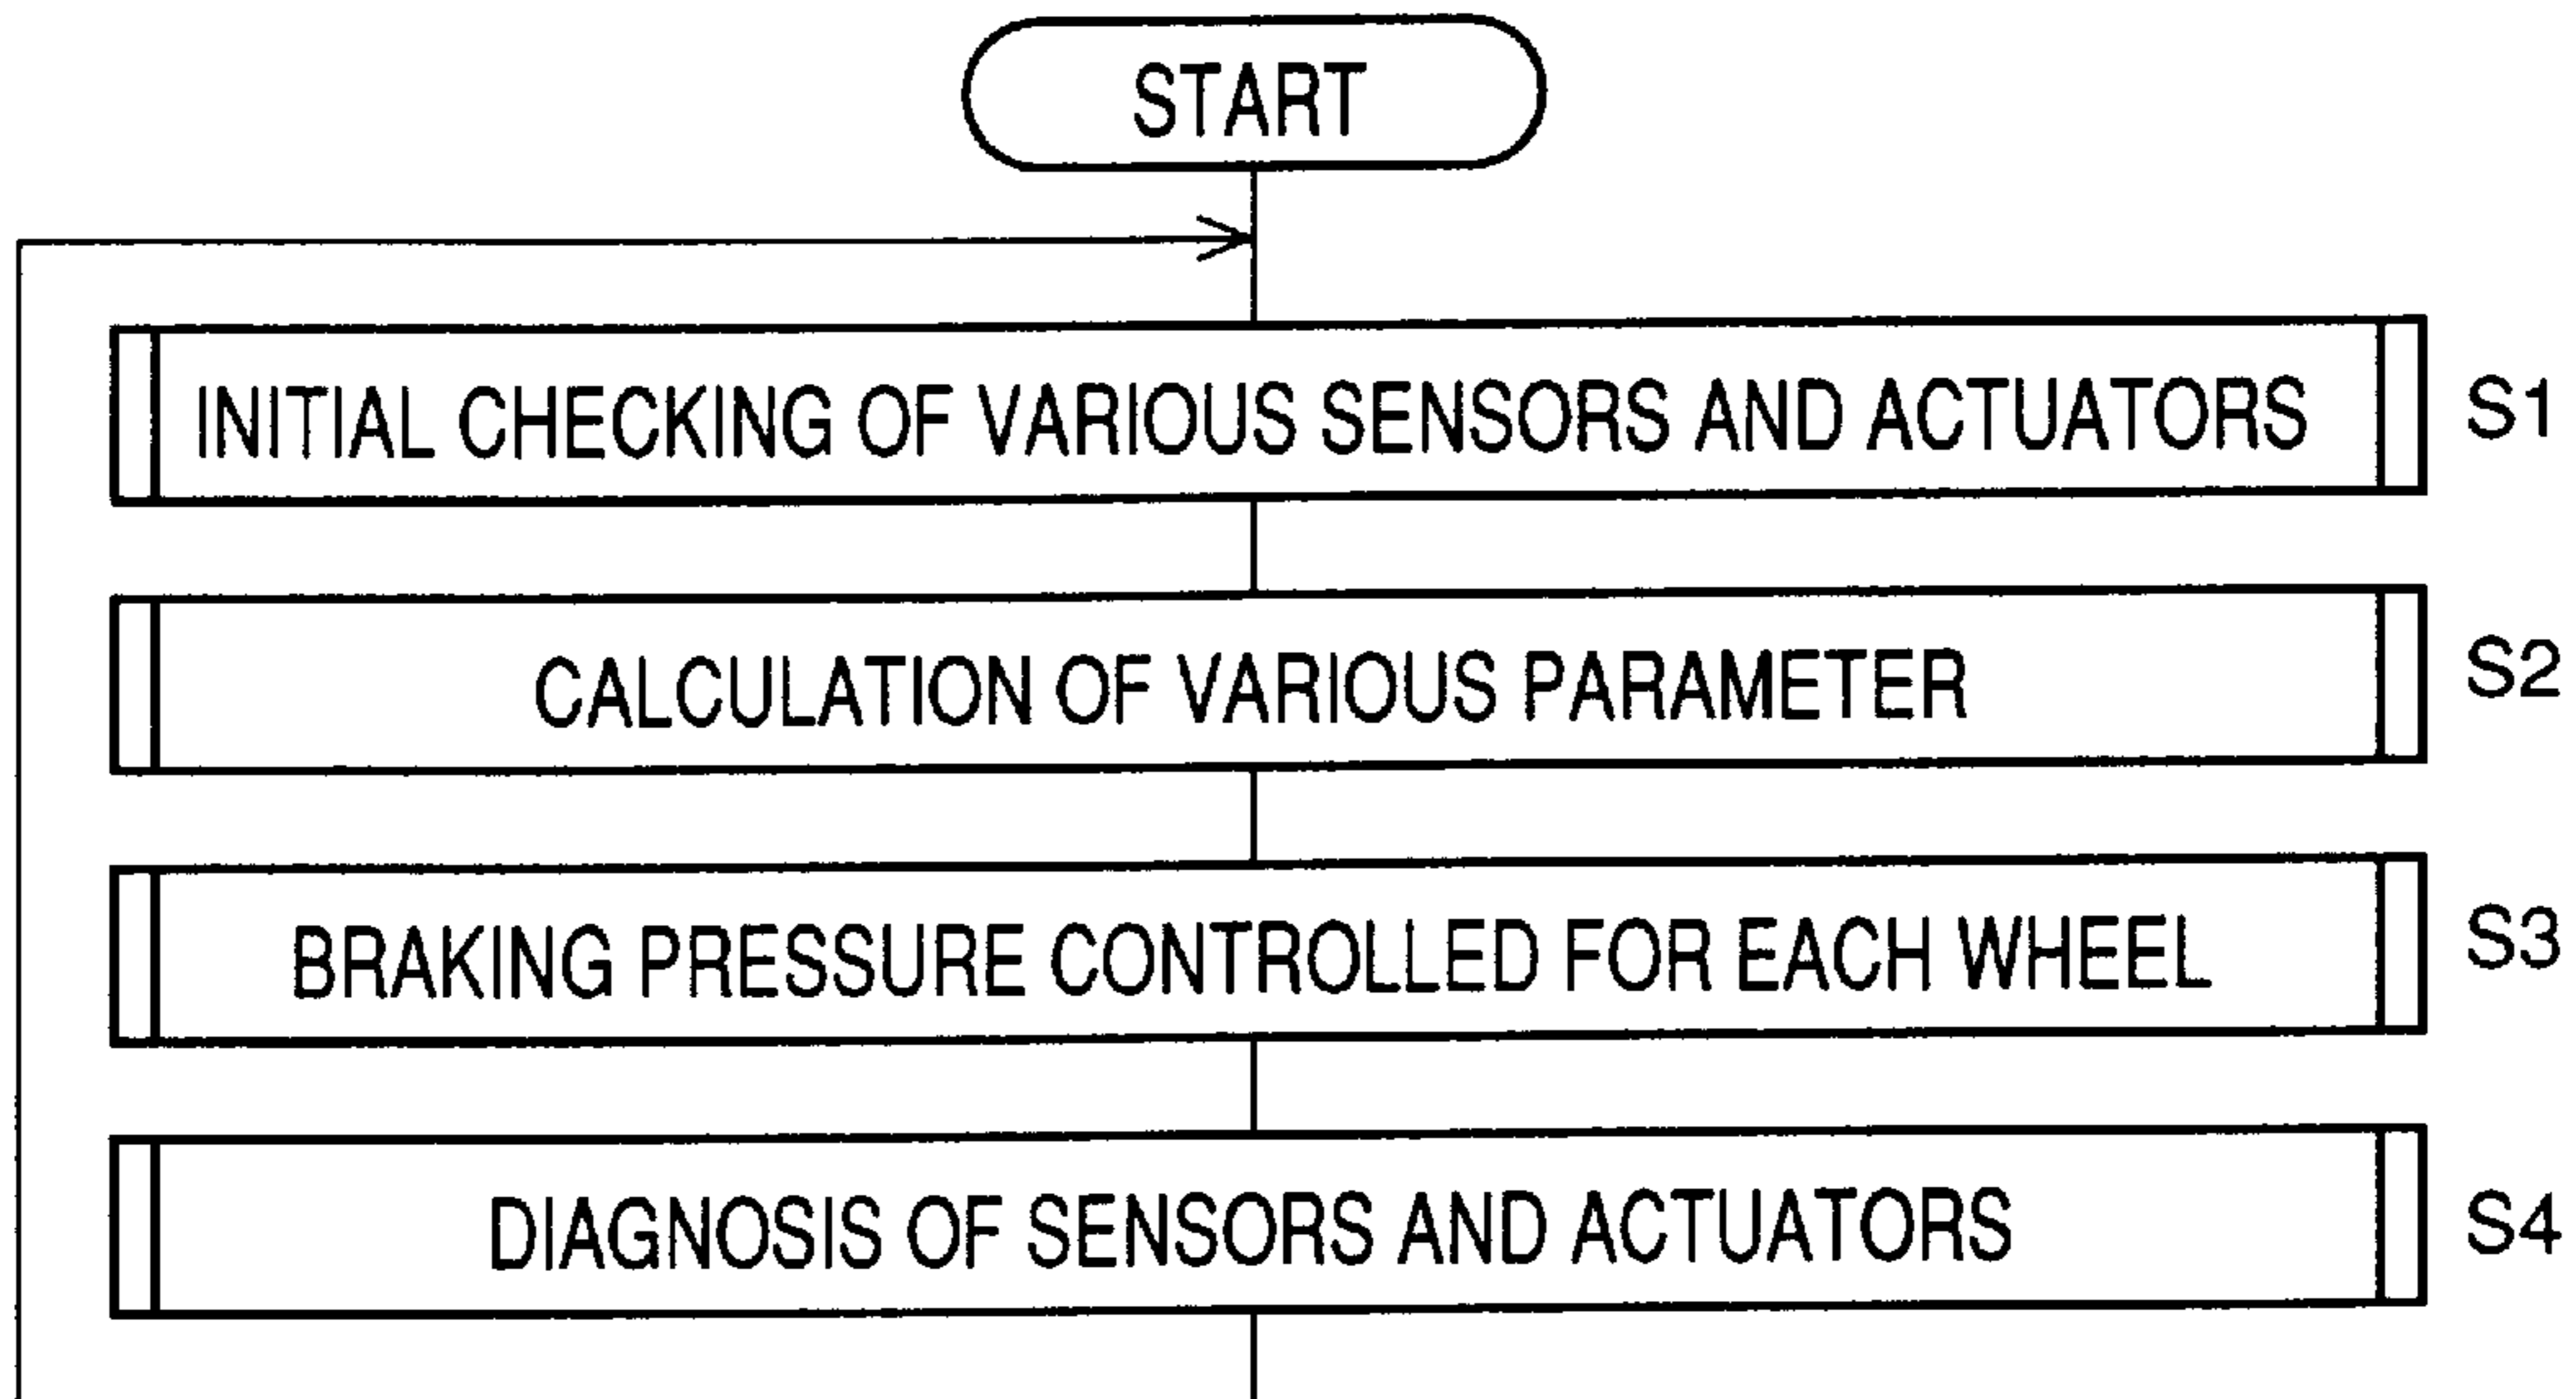 START
INITIAL CHECKING OF VARIOUS SENSORS AND ACTUATORS S1
CALCULATION OF VARIOUS PARAMETER S2
BRAKING PRESSURE CONTROLLED FOR EACH WHEEL S3
DIAGNOSIS OF SENSORS AND ACTUATORS S4